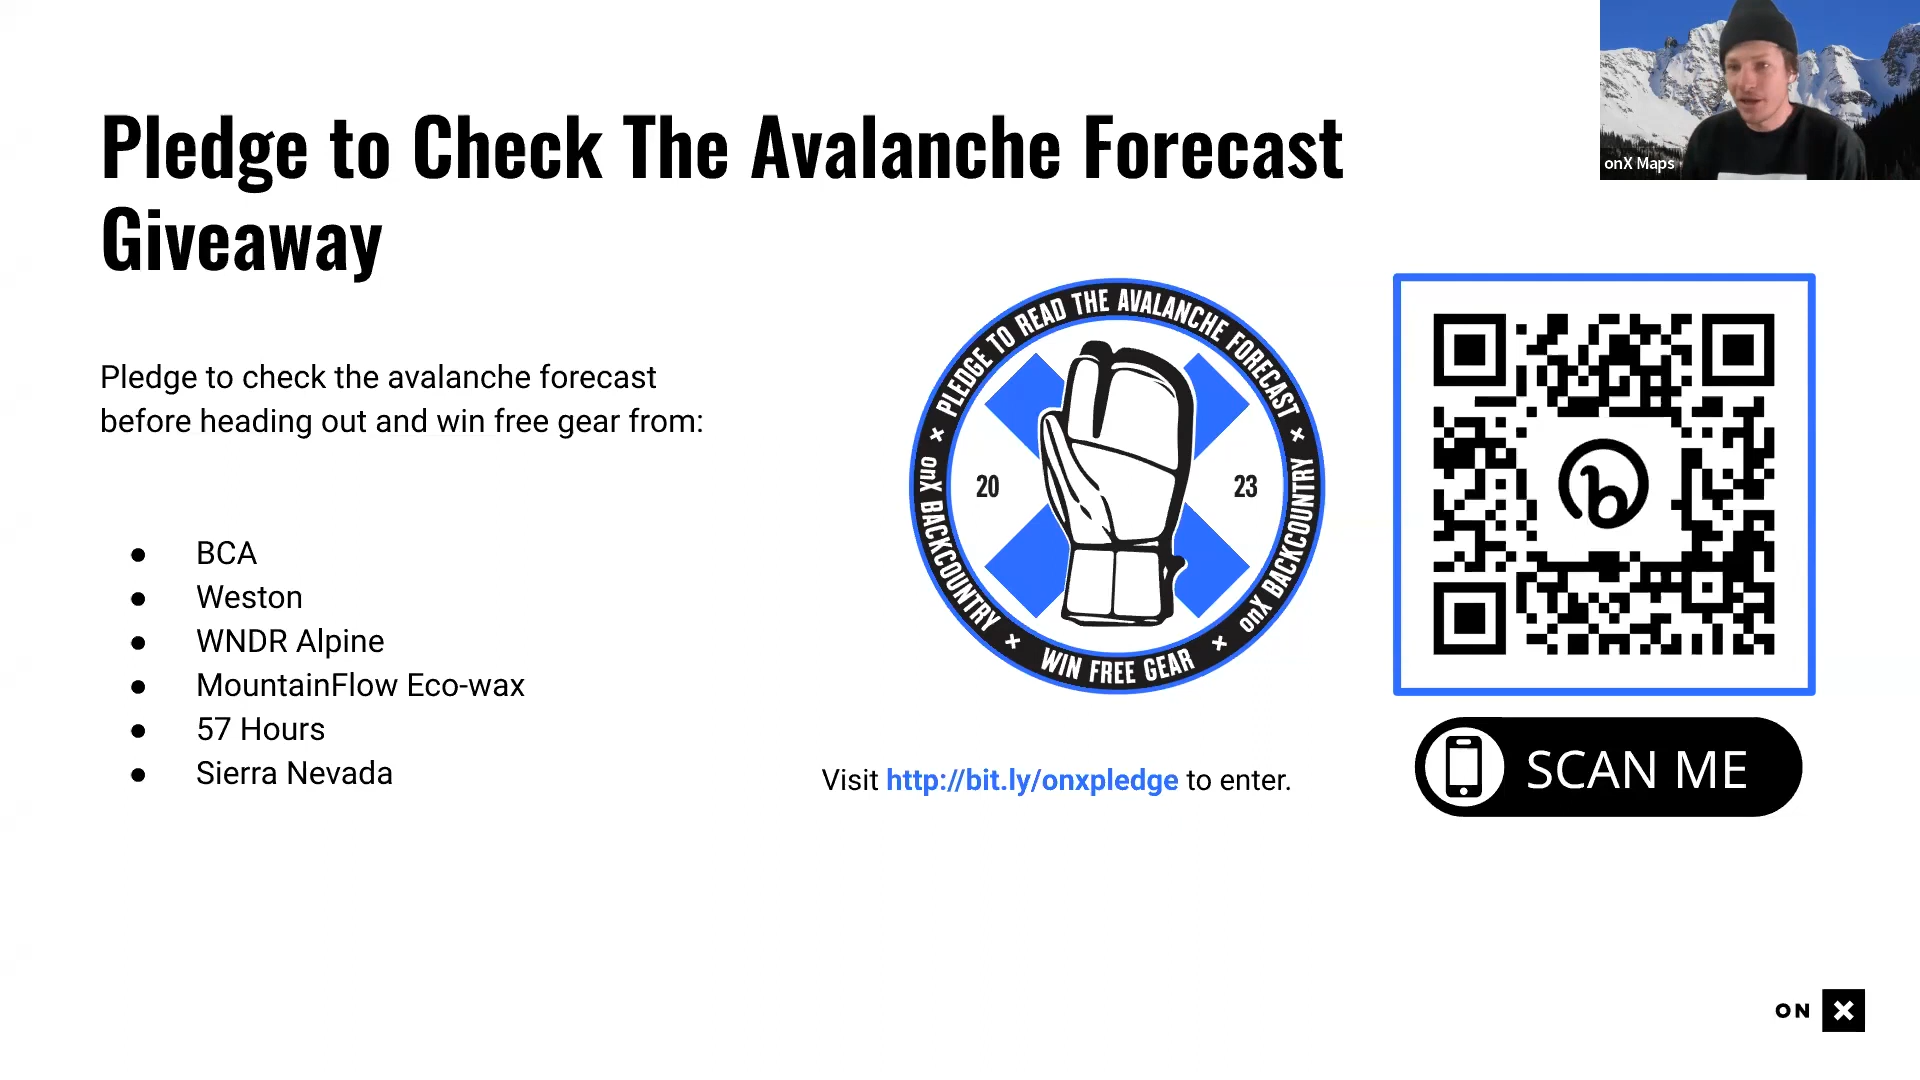 Pledge to Check The Avalanche Forecast
Giveaway
onX Maps
Pledge to check the avalanche forecast
before heading out and win free gear from:
● BCA
● Weston
● WNDR Alpine
● MountainFlow Eco-wax
● 57 Hours
● Sierra Nevada
PLEDGE TO READ THE AVALANCHE FORECAST
20
23
onX BACKCOUNTRY
WIN FREE GEAR
onX BACKCOUNTRY
Visit http://bit.ly/onxpledge to enter.
b
SCAN ME
ON X